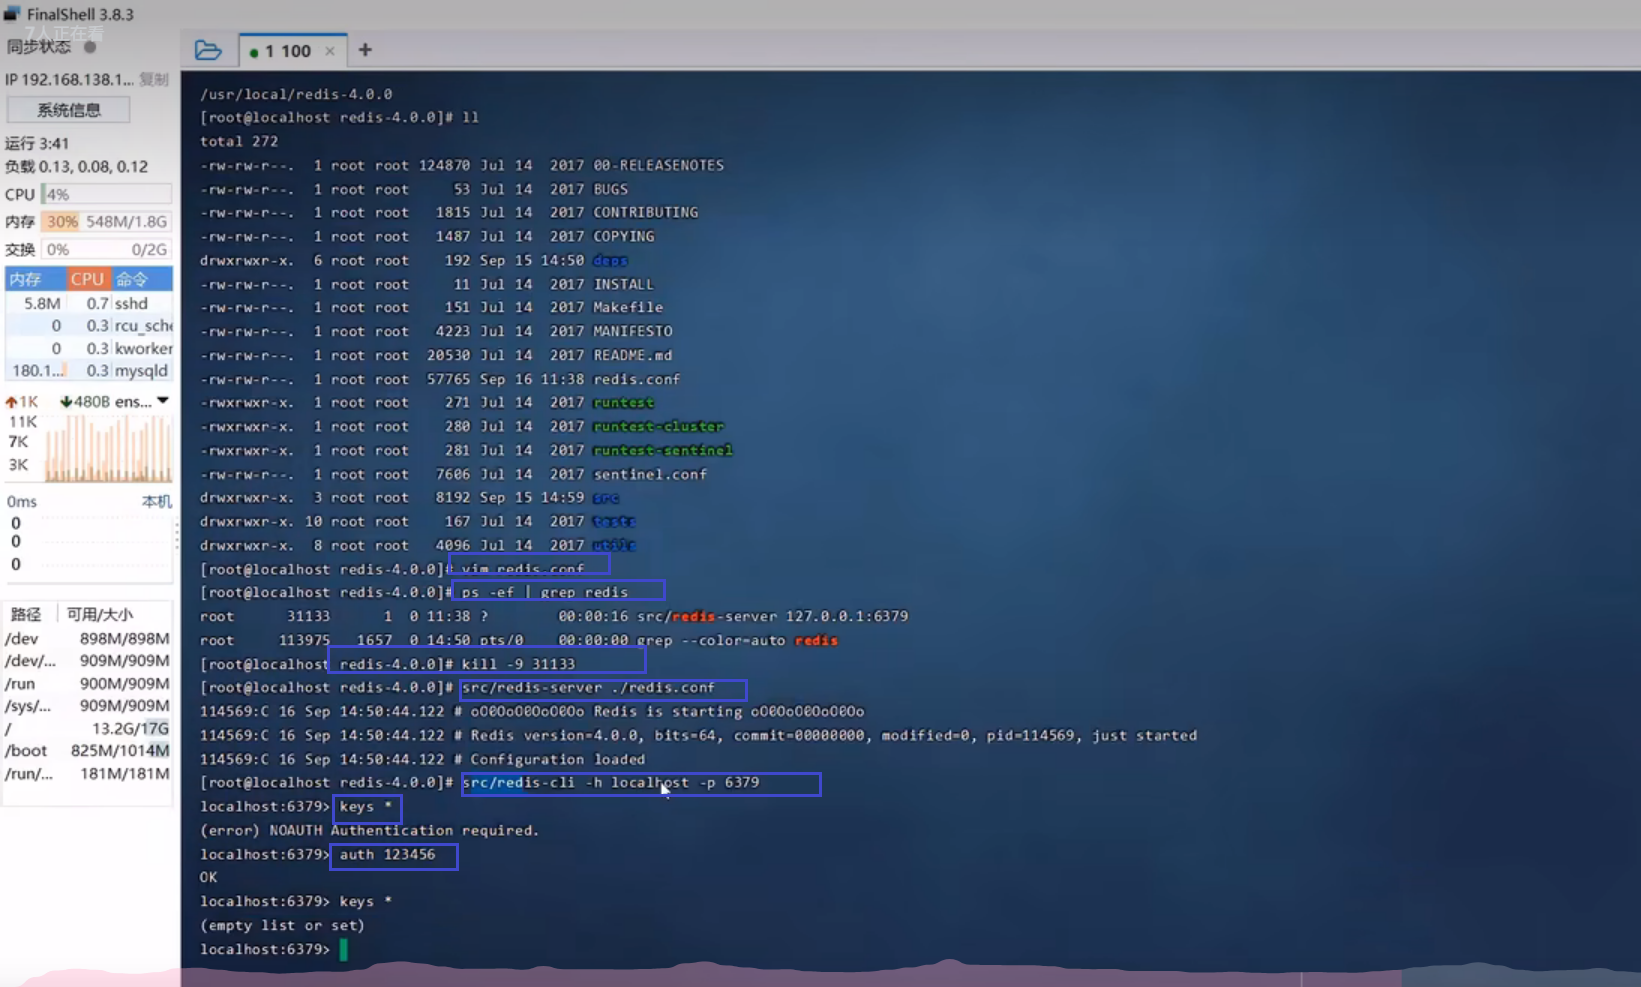 FinalShell 3.8.3
7人正在看
同步状态
IP 192.168.138.1... 复制
系统信息
运行 3:41
负载 0.13, 0.08, 0.12
CPU 4%
内存 30% 548M/1.8G
交换 0% 0/2G
内存 CPU 命令
5.8M 0.7 sshd
0 0.3 rcu_sche
0 0.3 kworker
180.1... 0.3 mysqld
1K 480B ens...
11K
7K
3K
0ms 本机
0
0
0
路径 可用/大小
/dev 898M/898M
/dev/... 909M/909M
/run 900M/909M
/sys/... 909M/909M
/ 13.2G/17G
/boot 825M/1014M
/run/... 181M/181M
1 100 × +
/usr/local/redis-4.0.0
[root@localhost redis-4.0.0]# ll
total 272
-rw-rw-r--. 1 root root 124870 Jul 14 2017 00-RELEASENOTES
-rw-rw-r--. 1 root root 53 Jul 14 2017 BUGS
-rw-rw-r--. 1 root root 1815 Jul 14 2017 CONTRIBUTING
-rw-rw-r--. 1 root root 1487 Jul 14 2017 COPYING
drwxrwxr-x. 6 root root 192 Sep 15 14:50 deps
-rw-rw-r--. 1 root root 11 Jul 14 2017 INSTALL
-rw-rw-r--. 1 root root 151 Jul 14 2017 Makefile
-rw-rw-r--. 1 root root 4223 Jul 14 2017 MANIFESTO
-rw-rw-r--. 1 root root 20530 Jul 14 2017 README.md
-rw-rw-r--. 1 root root 57765 Sep 16 11:38 redis.conf
-rwxrwxr-x. 1 root root 271 Jul 14 2017 runtest
-rwxrwxr-x. 1 root root 280 Jul 14 2017 runtest-cluster
-rwxrwxr-x. 1 root root 281 Jul 14 2017 runtest-sentinel
-rw-rw-r--. 1 root root 7606 Jul 14 2017 sentinel.conf
drwxrwxr-x. 3 root root 8192 Sep 15 14:59 src
drwxrwxr-x. 10 root root 167 Jul 14 2017 tests
drwxrwxr-x. 8 root root 4096 Jul 14 2017 utils
[root@localhost redis-4.0.0]# vim redis.conf
[root@localhost redis-4.0.0]# ps -ef | grep redis
root 31133 1 0 11:38 ? 00:00:16 src/redis-server 127.0.0.1:6379
root 113975 1657 0 14:50 pts/0 00:00:00 grep --color=auto redis
[root@localhost redis-4.0.0]# kill -9 31133
[root@localhost redis-4.0.0]# src/redis-server ./redis.conf
114569:C 16 Sep 14:50:44.122 # oO0OoO0OoO0Oo Redis is starting oO0OoO0OoO0Oo
114569:C 16 Sep 14:50:44.122 # Redis version=4.0.0, bits=64, commit=00000000, modified=0, pid=114569, just started
114569:C 16 Sep 14:50:44.122 # Configuration loaded
[root@localhost redis-4.0.0]# src/redis-cli -h localhost -p 6379
localhost:6379> keys *
(error) NOAUTH Authentication required.
localhost:6379> auth 123456
OK
localhost:6379> keys *
(empty list or set)
localhost:6379>